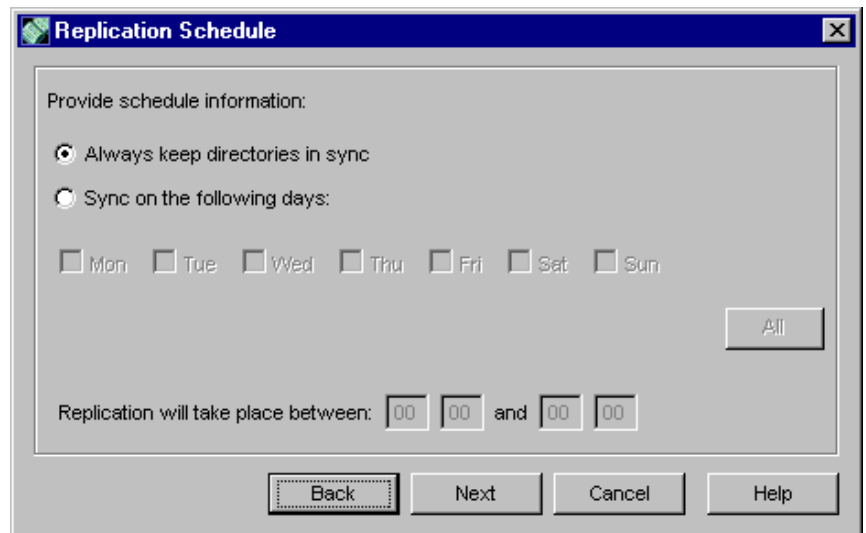 Replication Schedule
Provide schedule information:
Always keep directories in sync
Sync on the following days:
Mon Tue Wed Thu Fri Sat Sun
All
Replication will take place between: 00 00 and 00 00
Back Next Cancel Help